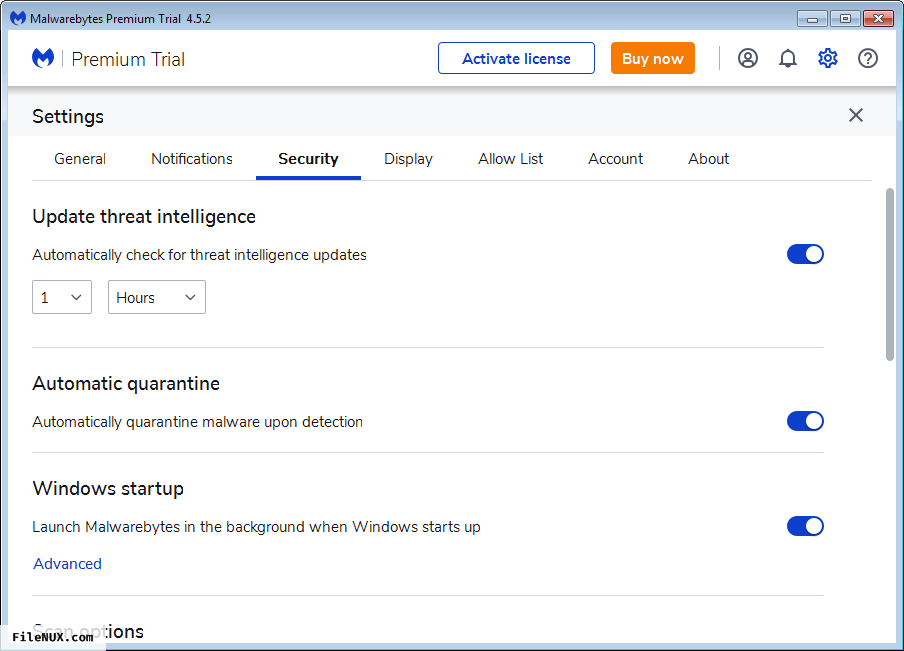 Malwarebytes Premium Trial 4.5.2
Premium Trial
Activate license
Buy now
Settings
General
Notifications
Security
Display
Allow List
Account
About
Update threat intelligence
Automatically check for threat intelligence updates
1
Hours
Automatic quarantine
Automatically quarantine malware upon detection
Windows startup
Launch Malwarebytes in the background when Windows starts up
Advanced
Scan options
FileNUX.com